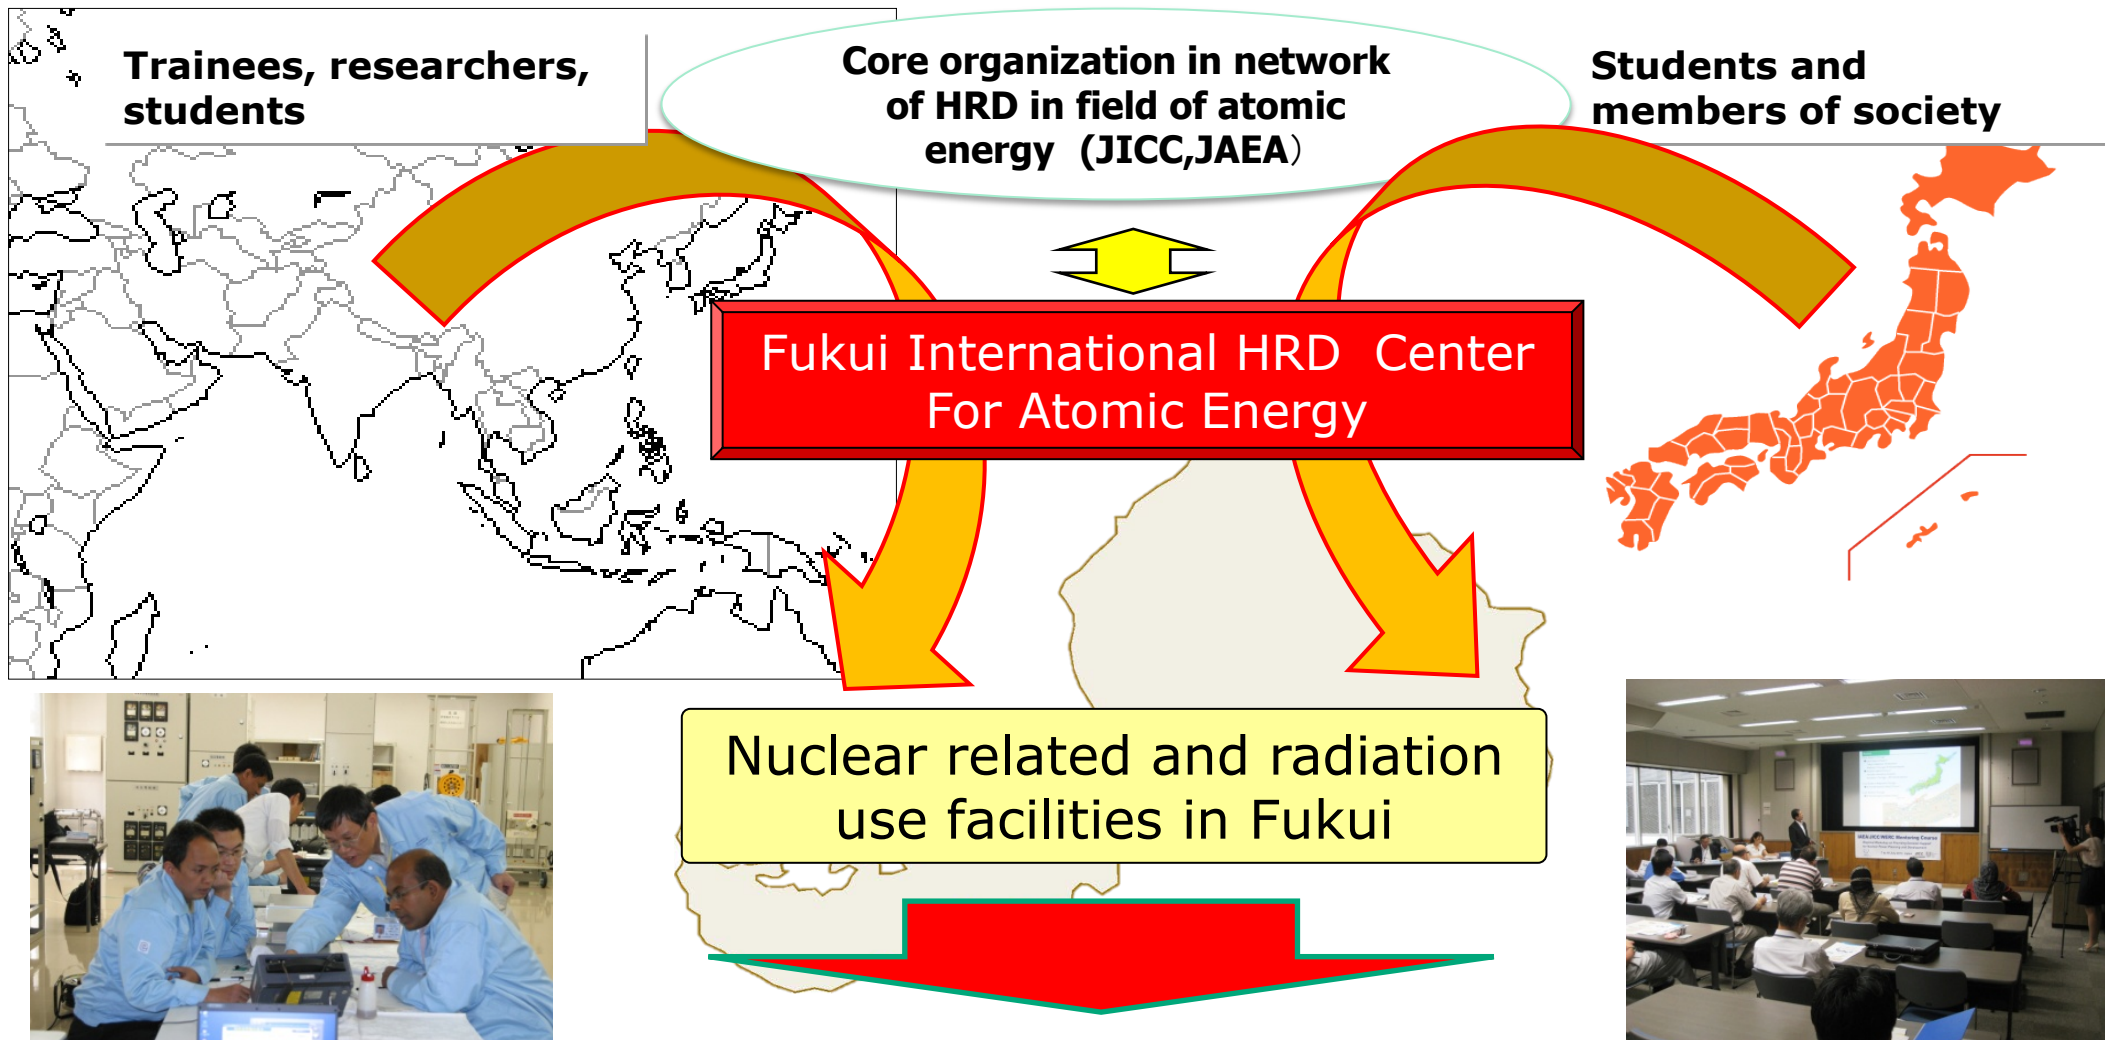 Trainees, researchers,
students
Core organization in network
of HRD in field of atomic
energy (JICC,JAEA）
Students and
members of society
Fukui International HRD Center
For Atomic Energy
Nuclear related and radiation
use facilities in Fukui